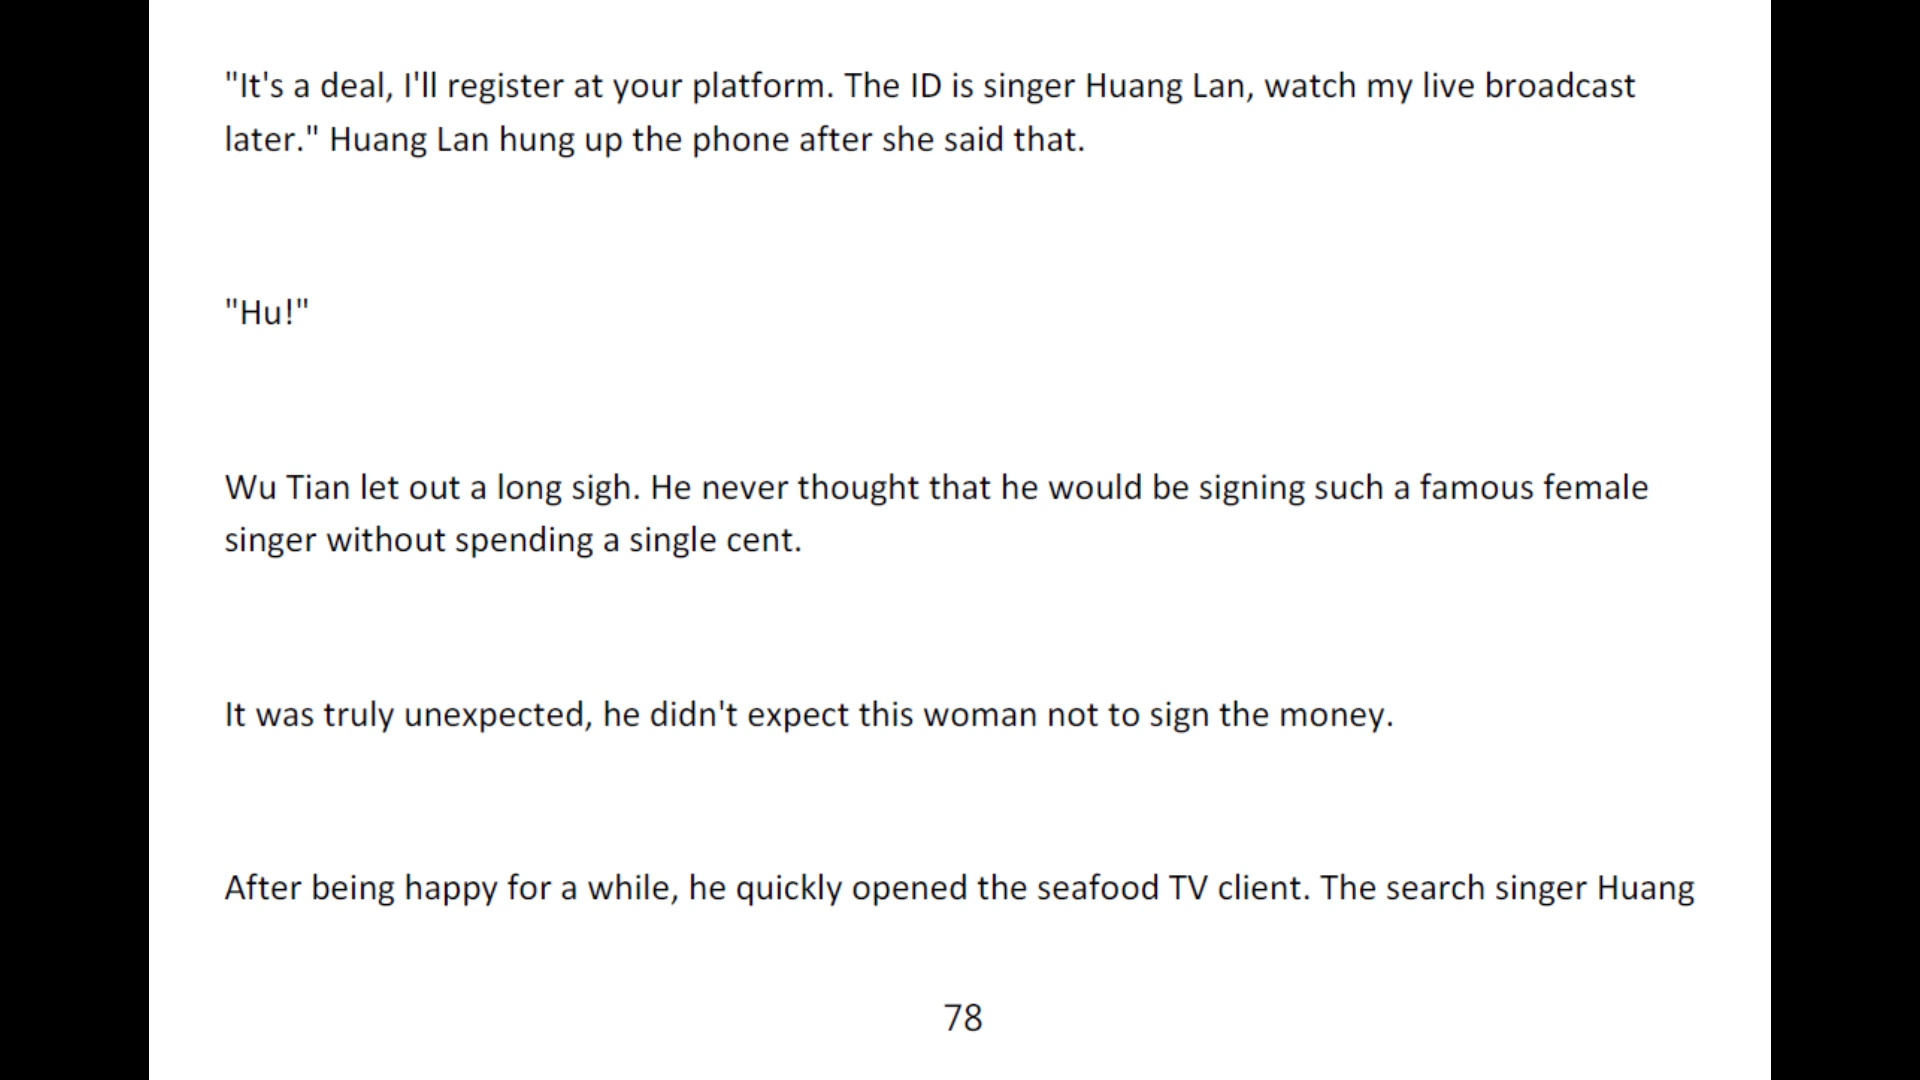 "It's a deal, I'll register at your platform. The ID is singer Huang Lan, watch my live broadcast
later." Huang Lan hung up the phone after she said that.
"Hu!"
Wu Tian let out a long sigh. He never thought that he would be signing such a famous female
singer without spending a single cent.
It was truly unexpected, he didn't expect this woman not to sign the money.
After being happy for a while, he quickly opened the seafood TV client. The search singer Huang
78